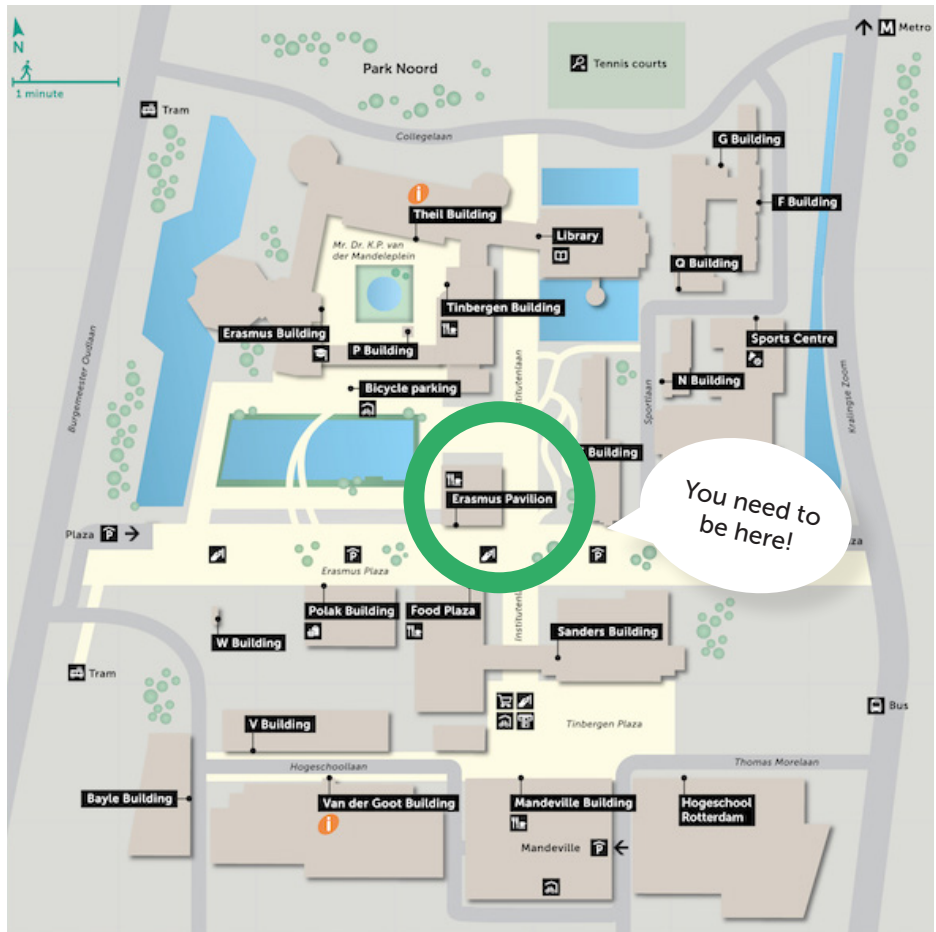 N
1 minute
Park Noord
Tennis courts
M Metro
Tram
Collegelaan
G Building
F Building
Theil Building
Library
Mr. Dr. K.P. van
der Mandeleplein
Q Building
Tinbergen Building
Erasmus Building
P Building
Sports Centre
N Building
Bicycle parking
Burgemeester Oudlaan
Sportlaan
Kralingse Zoom
Building
Erasmus Pavilion
You need to
be here!
Plaza P
P
P
Erasmus Plaza
Polak Building
Food Plaza
W Building
Sanders Building
Tram
Bus
V Building
Tinbergen Plaza
Hogeschoollaan
Thomas Morelaan
Bayle Building
Van der Goot Building
Mandeville Building
Hogeschool
Rotterdam
Mandeville P